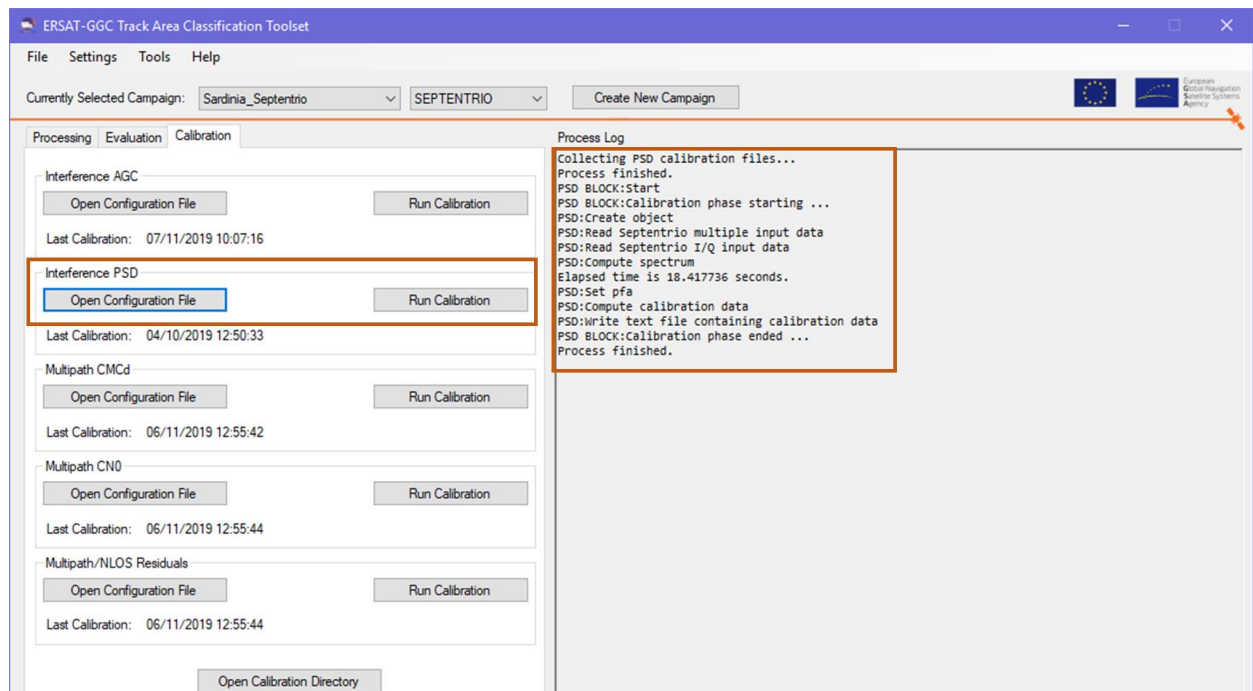 ERSAT-GGC Track Area Classification Toolset
File Settings Tools Help
Currently Selected Campaign: Sardinia_Septentrio SEPTENTRIO Create New Campaign
European
Global Navigation
Satellite Systems
Agency
Processing Evaluation Calibration
Interference AGC
Open Configuration File Run Calibration
Last Calibration: 07/11/2019 10:07:16
Interference PSD
Open Configuration File Run Calibration
Last Calibration: 04/10/2019 12:50:33
Multipath CMCd
Open Configuration File Run Calibration
Last Calibration: 06/11/2019 12:55:42
Multipath CN0
Open Configuration File Run Calibration
Last Calibration: 06/11/2019 12:55:44
Multipath/NLOS Residuals
Open Configuration File Run Calibration
Last Calibration: 06/11/2019 12:55:44
Open Calibration Directory
Process Log
Collecting PSD calibration files...
Process finished.
PSD BLOCK:Start
PSD BLOCK:Calibration phase starting ...
PSD:Create object
PSD:Read Septentrio multiple input data
PSD:Read Septentrio I/Q input data
PSD:Compute spectrum
Elapsed time is 18.417736 seconds.
PSD:Set pfa
PSD:Compute calibration data
PSD:Write text file containing calibration data
PSD BLOCK:Calibration phase ended ...
Process finished.